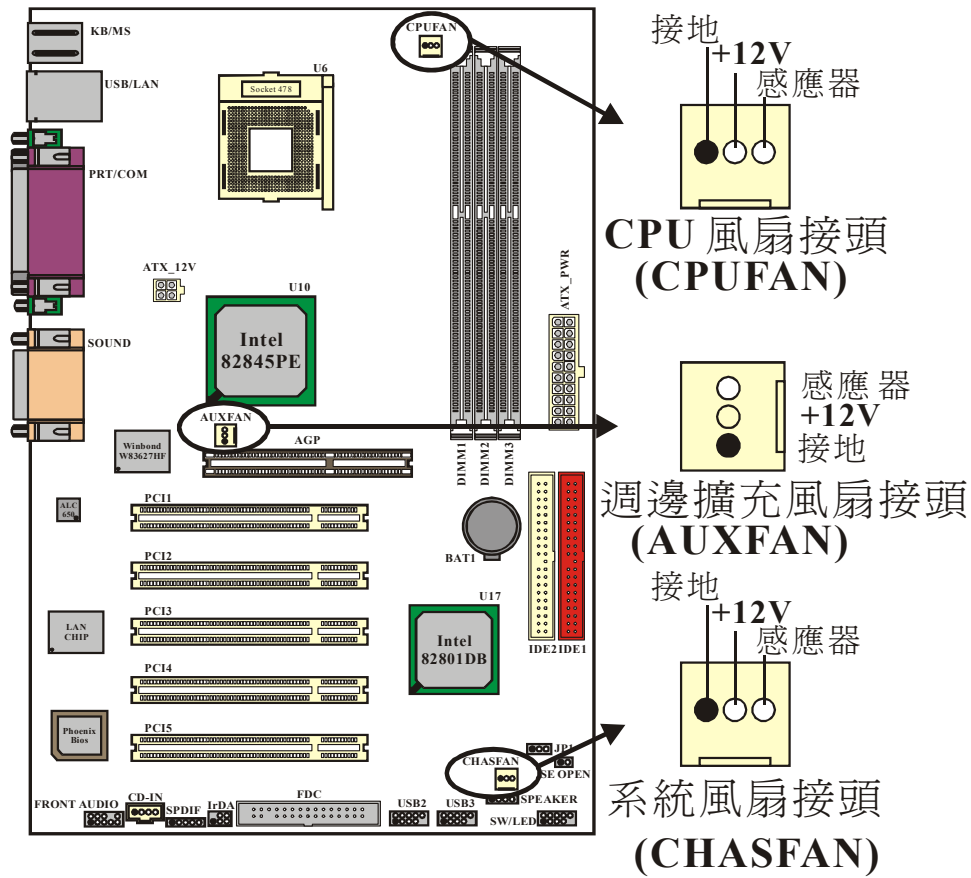 KB/MS
USB/LAN
PRT/COM
SOUND
CPUFAN
U6
Socket 478
ATX_12V
U10
Intel
82845PE
ATX_PWR
AUXFAN
AGP
Winbond
W83627HF
DIMM1
DIMM2
DIMM3
ALC
650
PCI1
PCI2
PCI3
PCI4
PCI5
BAT1
LAN
CHIP
U17
Intel
82801DB
IDE2
IDE1
Phoenix
Bios
CHASFAN
JP1
SE OPEN
SPEAKER
FRONT AUDIO
CD-IN
SPDIF
IrDA
FDC
USB2
USB3
SW/LED
接地
+12V
感應器
CPU 風扇接頭
(CPUFAN)
感應器
+12V
接地
週邊擴充風扇接頭
(AUXFAN)
接地
+12V
感應器
系統風扇接頭
(CHASFAN)